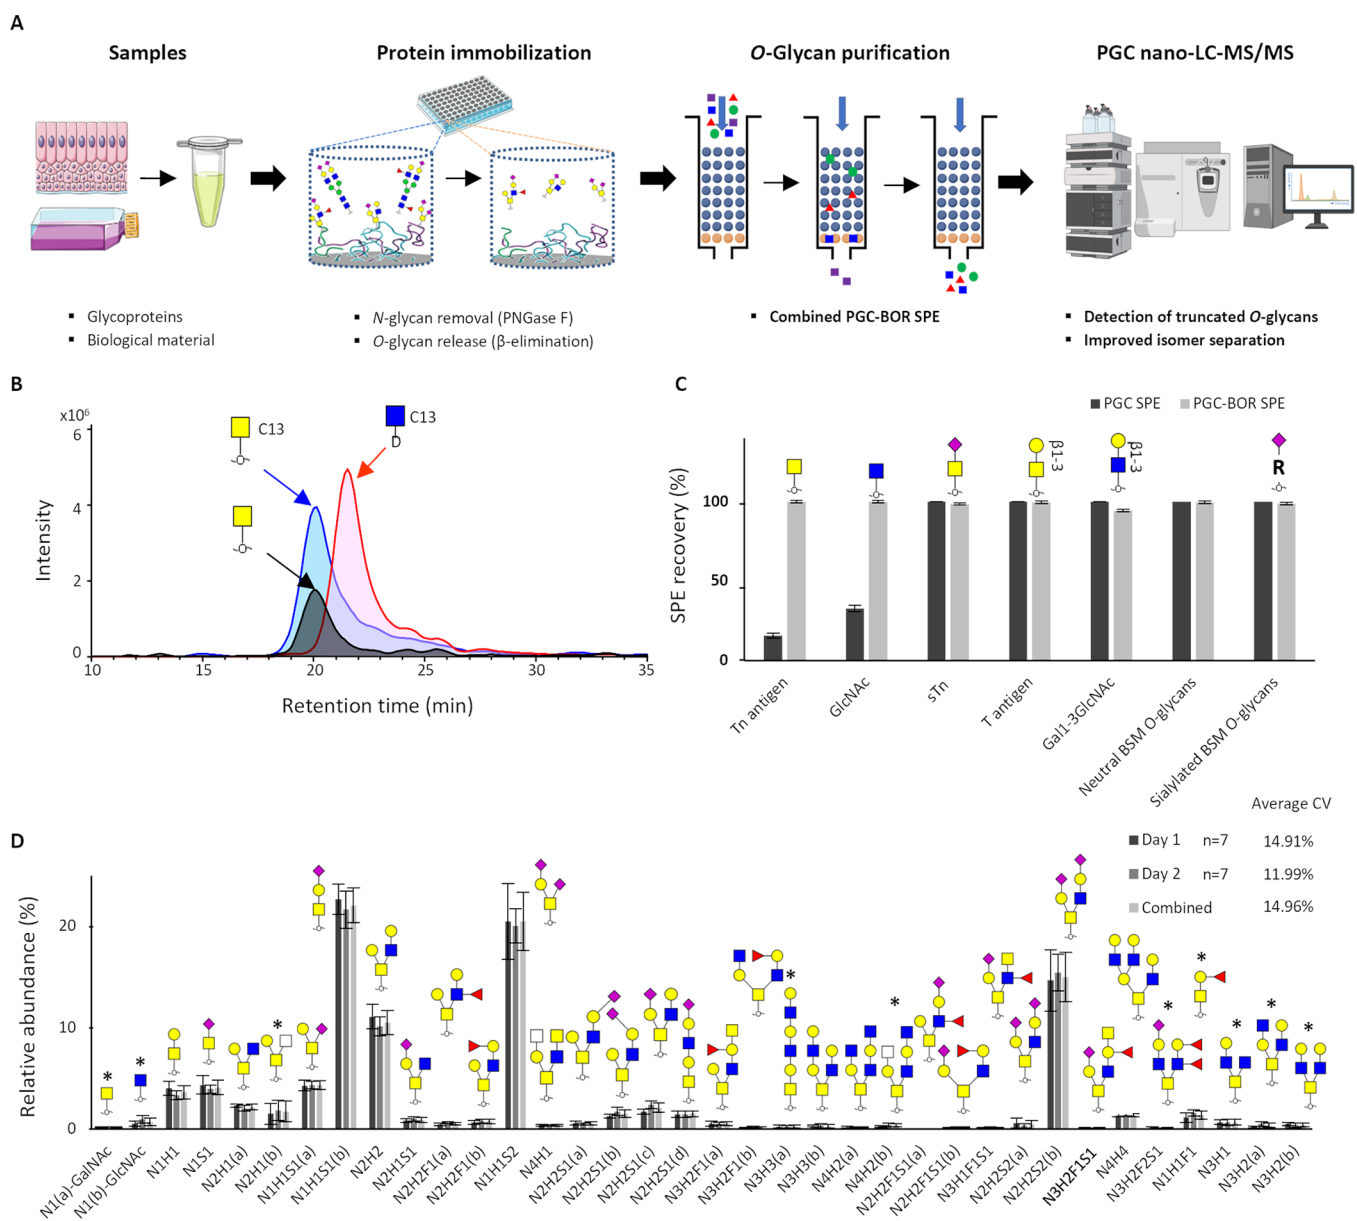 A
Samples
Protein immobilization
O-Glycan purification
PGC nano-LC-MS/MS
Glycoproteins
Biological material
N-glycan removal (PNGase F)
O-glycan release (β-elimination)
Combined PGC-BOR SPE
Detection of truncated O-glycans
Improved isomer separation
B
x10⁶
6
4
2
0
Intensity
C13
C13
D
10
15
20
25
30
35
Retention time (min)
C
PGC SPE
PGC-BOR SPE
SPE recovery (%)
100
50
0
β1-3
β1-3
R
Tn antigen
GlcNAc
sTn
T antigen
Gal1-3GlcNAc
Neutral BSM O-glycans
Sialylated BSM O-glycans
D
Average CV
Day 1 n=7 14.91%
Day 2 n=7 11.99%
Combined 14.96%
Relative abundance (%)
20
10
0
* * * * * * * * * *
N1(a)-GalNAc
N1(b)-GlcNAc
N1H1
N1S1
N2H1(a)
N2H1(b)
N1H1S1(a)
N1H1S1(b)
N2H2
N2H1S1
N2H2F1(a)
N2H2F1(b)
N1H1S2
N4H1
N2H2S1(a)
N2H2S1(b)
N2H2S1(c)
N2H2S1(d)
N3H2F1(a)
N3H2F1(b)
N3H3(a)
N3H3(b)
N4H2(a)
N4H2(b)
N2H2F1S1(a)
N2H2F1S1(b)
N3H1F1S1
N2H2S2(a)
N2H2S2(b)
N3H2F1S1
N4H4
N3H2F2S1
N1H1F1
N3H1
N3H2(a)
N3H2(b)